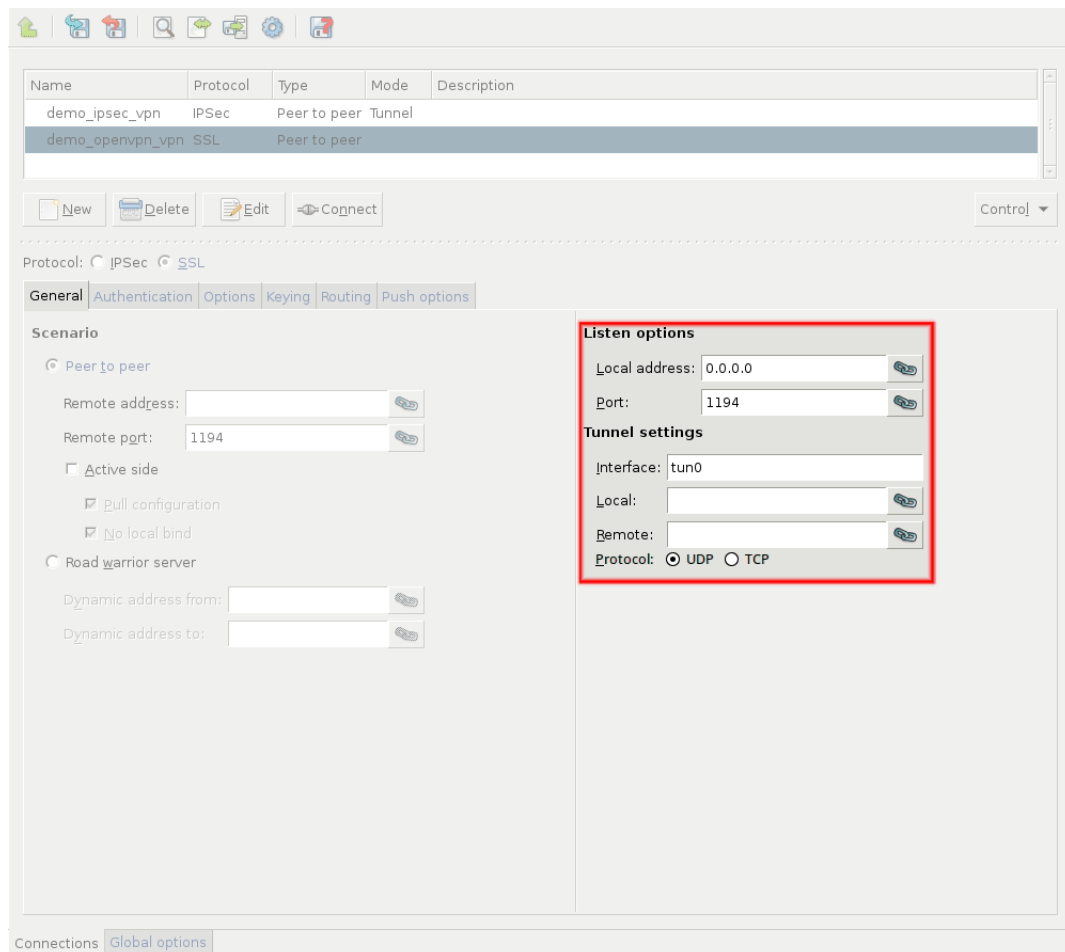 Name Protocol Type Mode Description
demo_ipsec_vpn IPSec Peer to peer Tunnel
demo_openvpn_vpn SSL Peer to peer
New Delete Edit Connect Control
Protocol: IPSec SSL
General Authentication Options Keying Routing Push options
Scenario
Peer to peer
Remote address:
Remote port: 1194
Active side
Pull configuration
No local bind
Road warrior server
Dynamic address from:
Dynamic address to:
Listen options
Local address: 0.0.0.0
Port: 1194
Tunnel settings
Interface: tun0
Local:
Remote:
Protocol: UDP TCP
Connections Global options